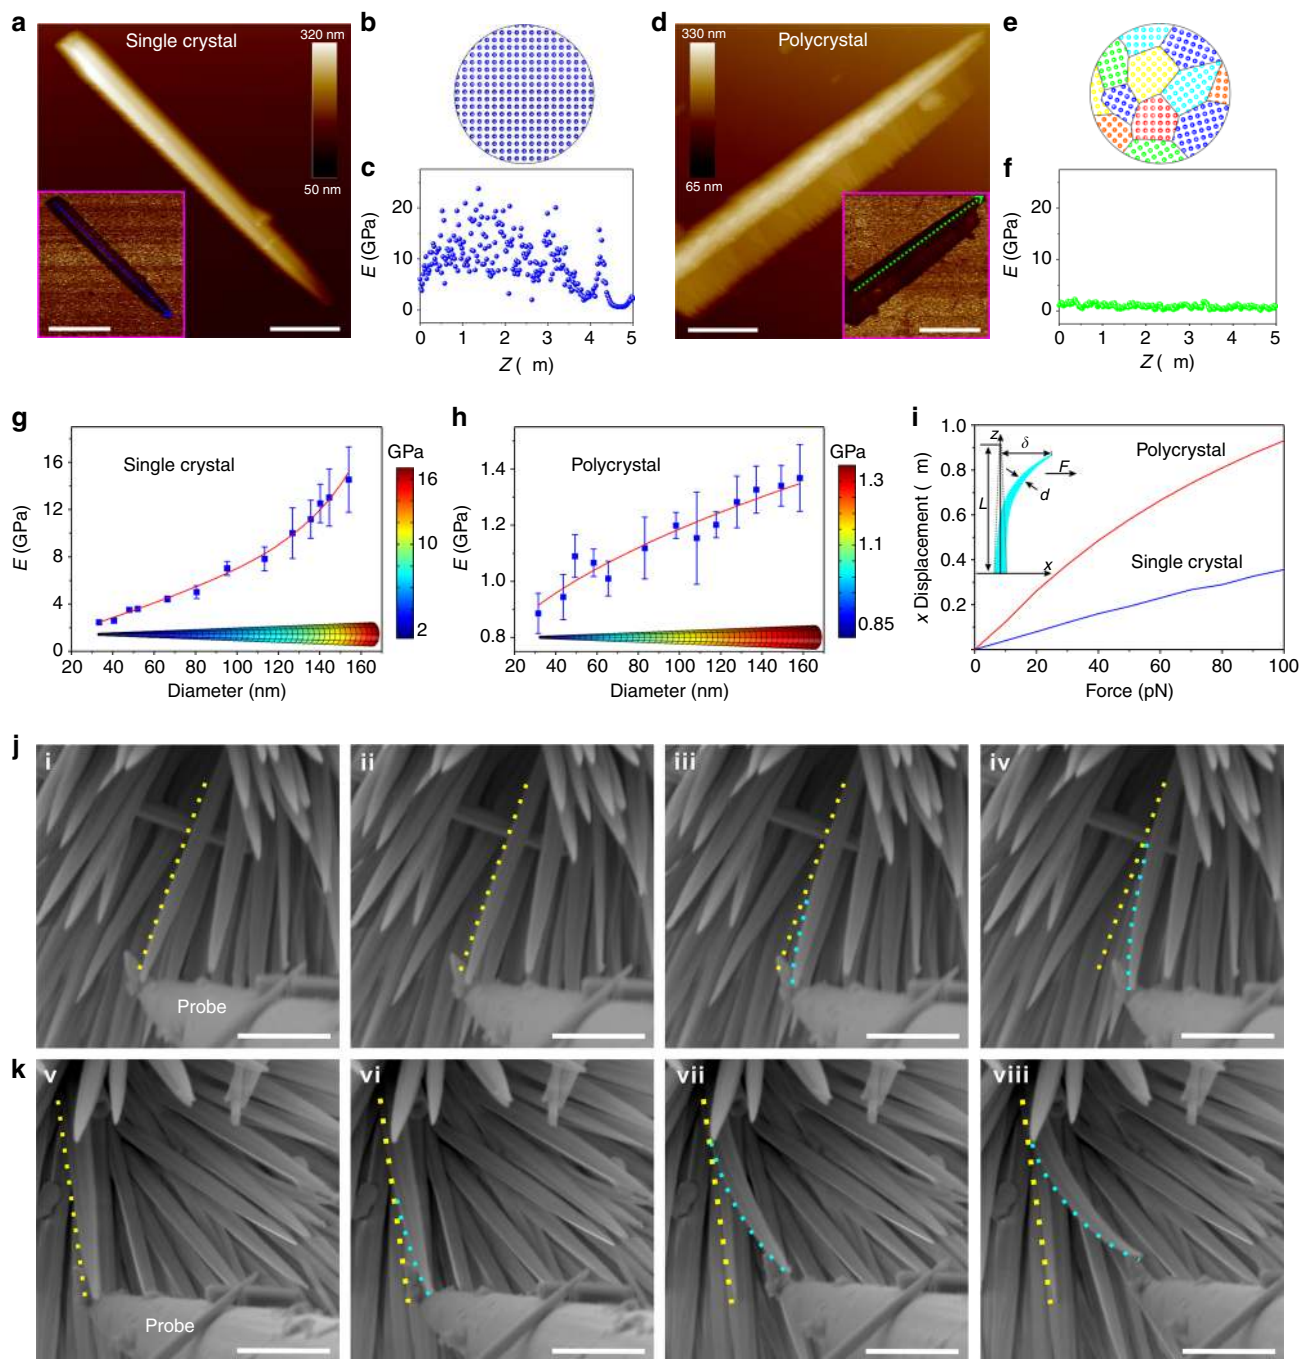 a
Single crystal
320 nm
50 nm
b
c
E (GPa)
20
10
0
0 1 2 3 4 5
Z ( m)
d
330 nm
Polycrystal
65 nm
e
f
E (GPa)
20
10
0
0 1 2 3 4 5
Z ( m)
g
E (GPa)
16
12
8
4
0
20 40 60 80 100 120 140 160
Diameter (nm)
Single crystal
GPa
16
10
2
h
E (GPa)
1.4
1.2
1.0
0.8
20 40 60 80 100 120 140 160
Diameter (nm)
Polycrystal
GPa
1.3
1.1
0.85
i
x Displacement ( m)
1.0
0.8
0.6
0.4
0.2
0 20 40 60 80 100
Force (pN)
z
δ
F
L
d
x
Polycrystal
Single crystal
j
i
Probe
ii
iii
iv
k
v
Probe
vi
vii
viii